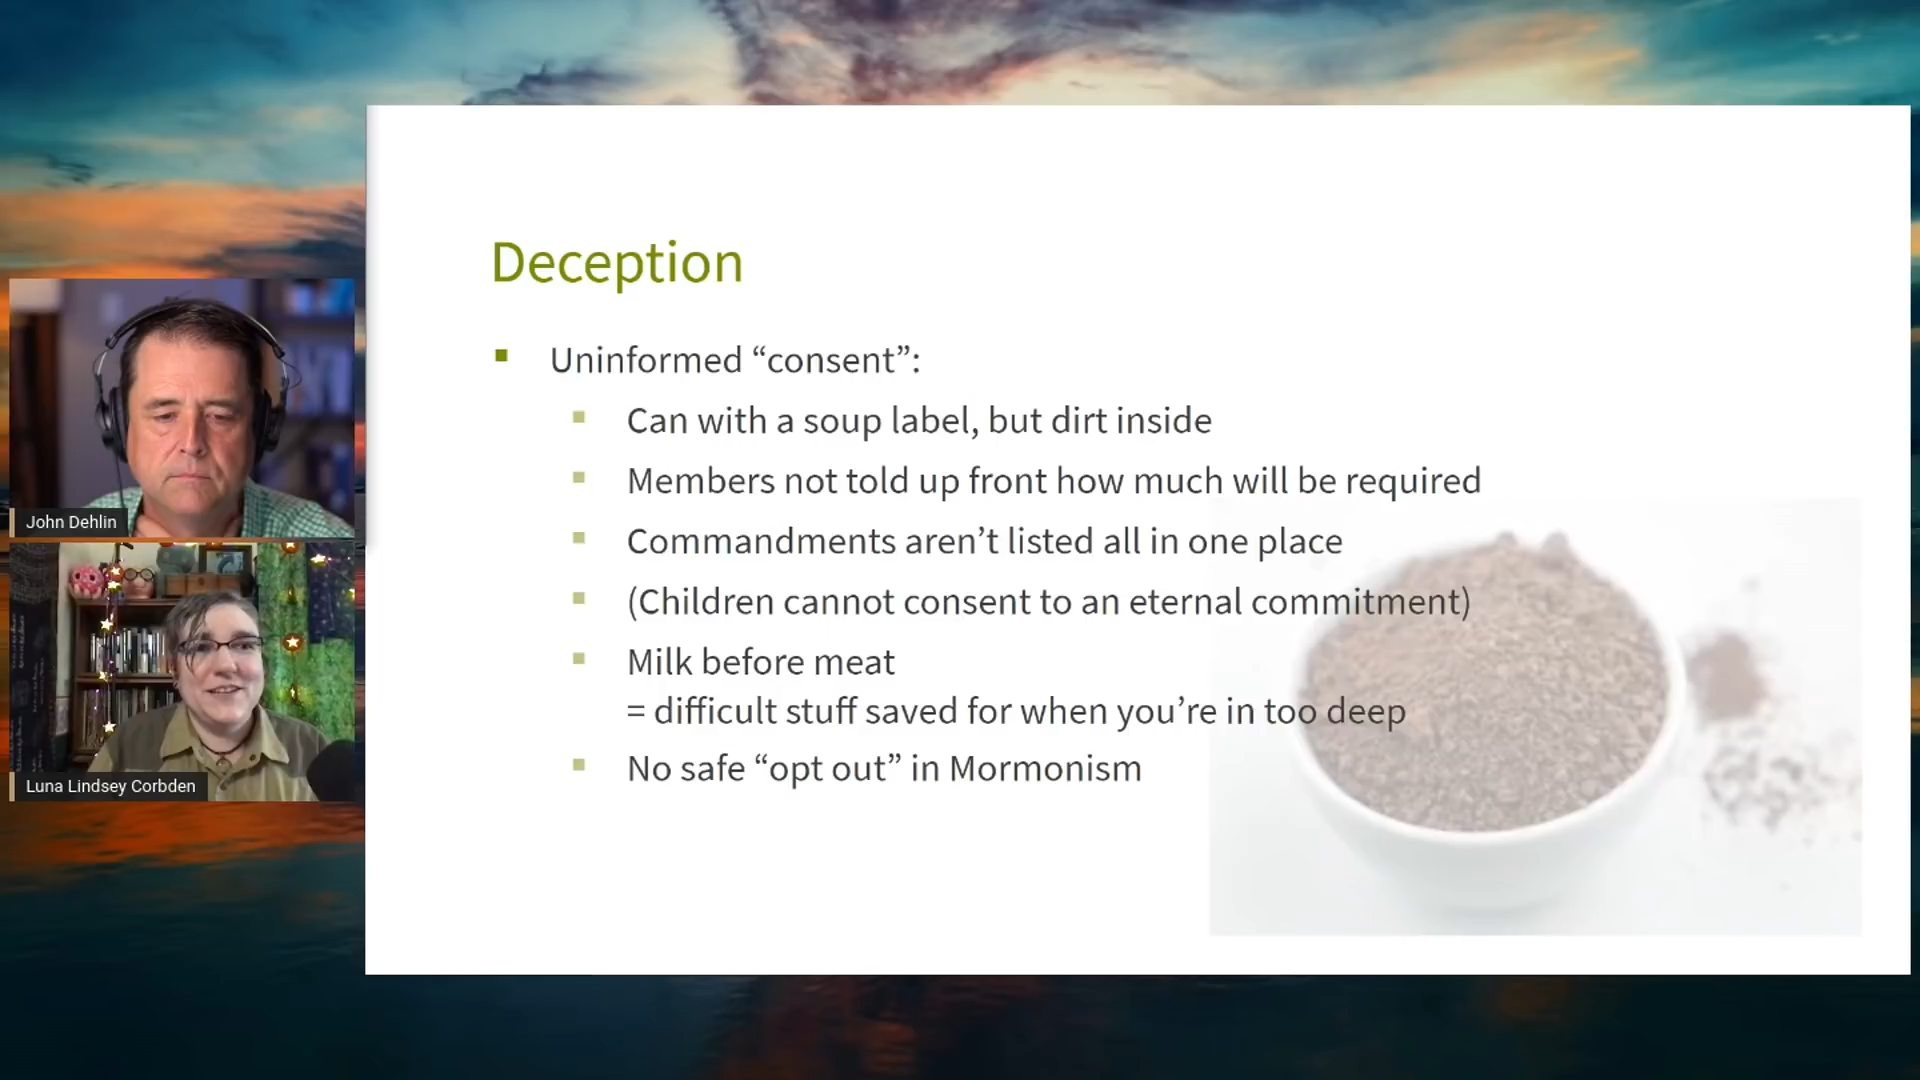 Deception
Uninformed “consent”:
Can with a soup label, but dirt inside
Members not told up front how much will be required
Commandments aren’t listed all in one place
(Children cannot consent to an eternal commitment)
Milk before meat
= difficult stuff saved for when you’re in too deep
No safe “opt out” in Mormonism
John Dehlin
Luna Lindsey Corbden